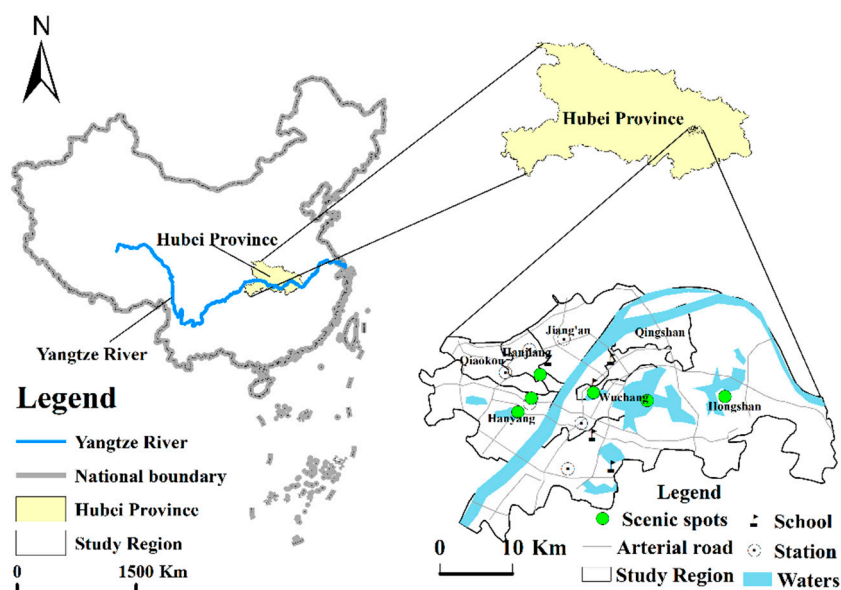 N
Hubei Province
Hubei Province
Yangtze River
Jiang'an
Qingshan
Hanjiang
Qiaokou
Wuchang
Hongshan
Hanyang
Legend
Yangtze River
National boundary
Hubei Province
Study Region
0 1500 Km
Legend
Scenic spots
School
Arterial road
Station
Study Region
Waters
0 10 Km